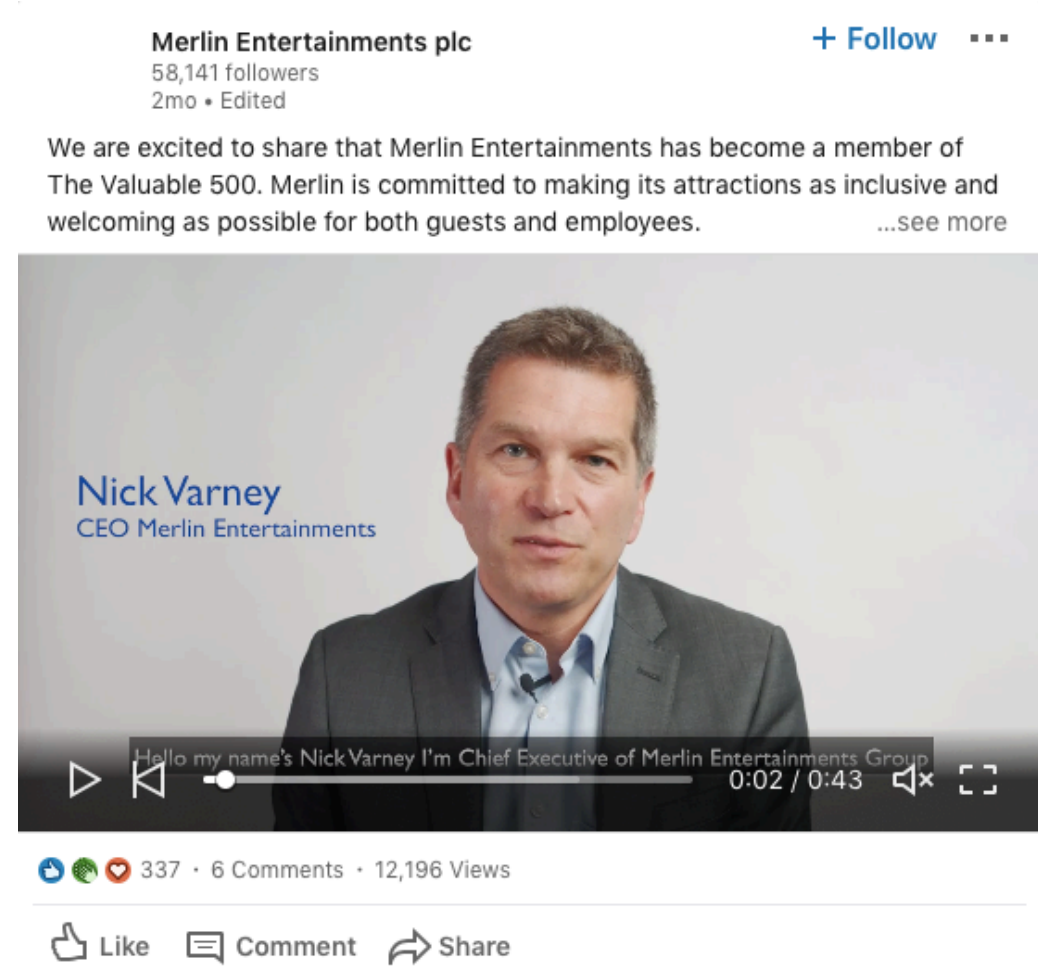 Merlin Entertainments plc
+ Follow
58,141 followers
2mo • Edited
We are excited to share that Merlin Entertainments has become a member of
The Valuable 500. Merlin is committed to making its attractions as inclusive and
welcoming as possible for both guests and employees. ...see more
Nick Varney
CEO Merlin Entertainments
Hello my name's Nick Varney I'm Chief Executive of Merlin Entertainments Group
0:02 / 0:43
337 · 6 Comments · 12,196 Views
Like Comment Share